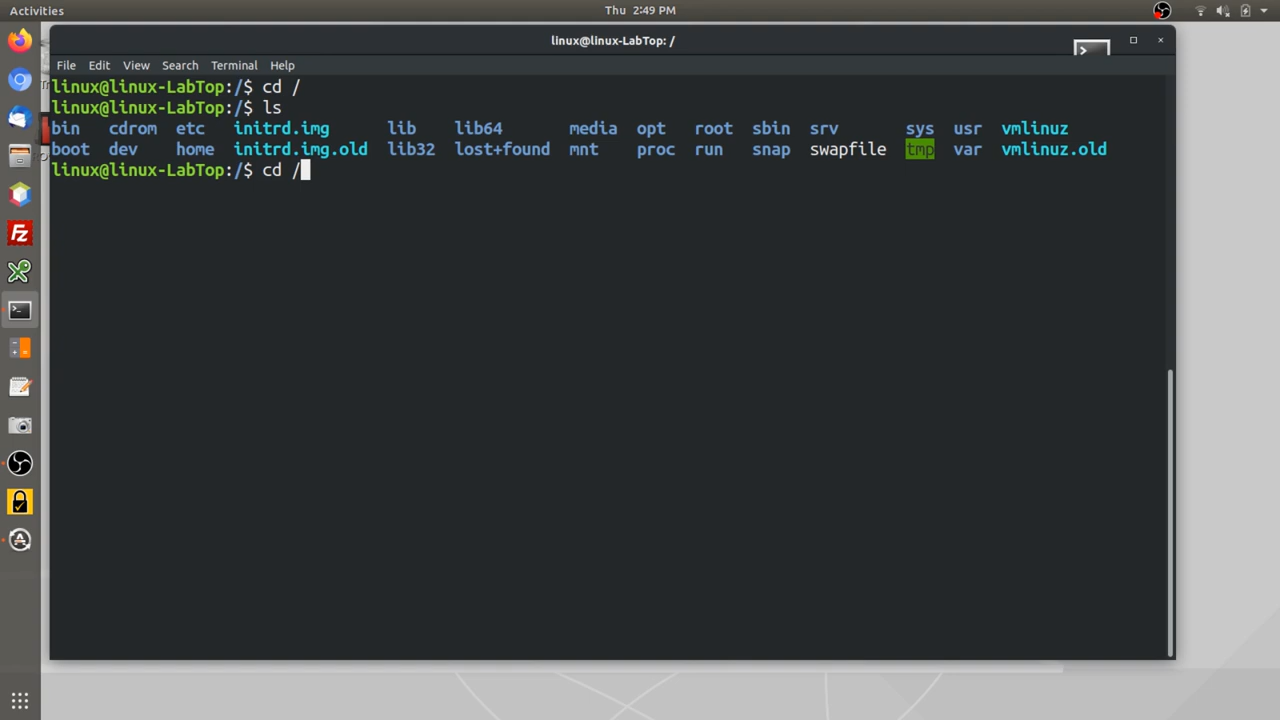 Activities
Thu 2:49 PM
linux@linux-LabTop: /
File Edit View Search Terminal Help
linux@linux-LabTop:/$ cd /
linux@linux-LabTop:/$ ls
bin cdrom etc initrd.img lib lib64 media opt root sbin srv sys usr vmlinuz
boot dev home initrd.img.old lib32 lost+found mnt proc run snap swapfile tmp var vmlinuz.old
linux@linux-LabTop:/$ cd /